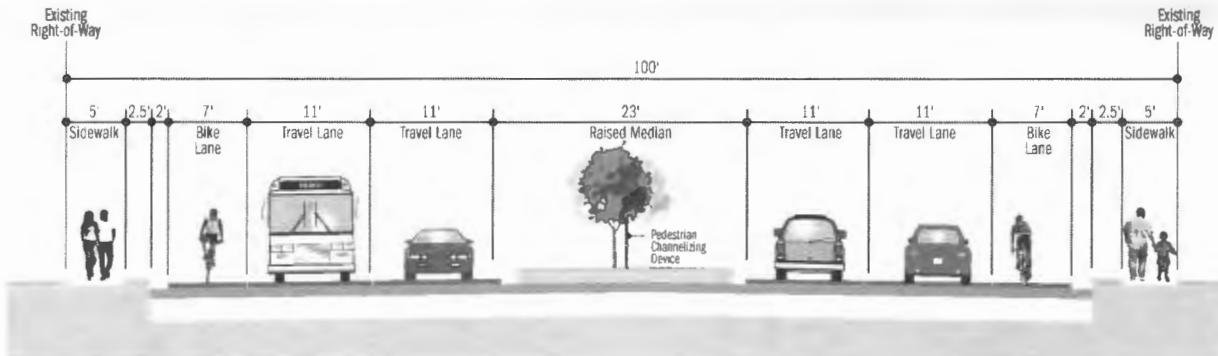 Existing
Right-of-Way
Existing
Right-of-Way
100'
5' 2.5' 2' 7' 11' 11' 23' 11' 11' 7' 2' 2.5' 5'
Sidewalk Bike Lane Travel Lane Travel Lane Raised Median Travel Lane Travel Lane Bike Lane Sidewalk
Pedestrian
Channelizing
Device